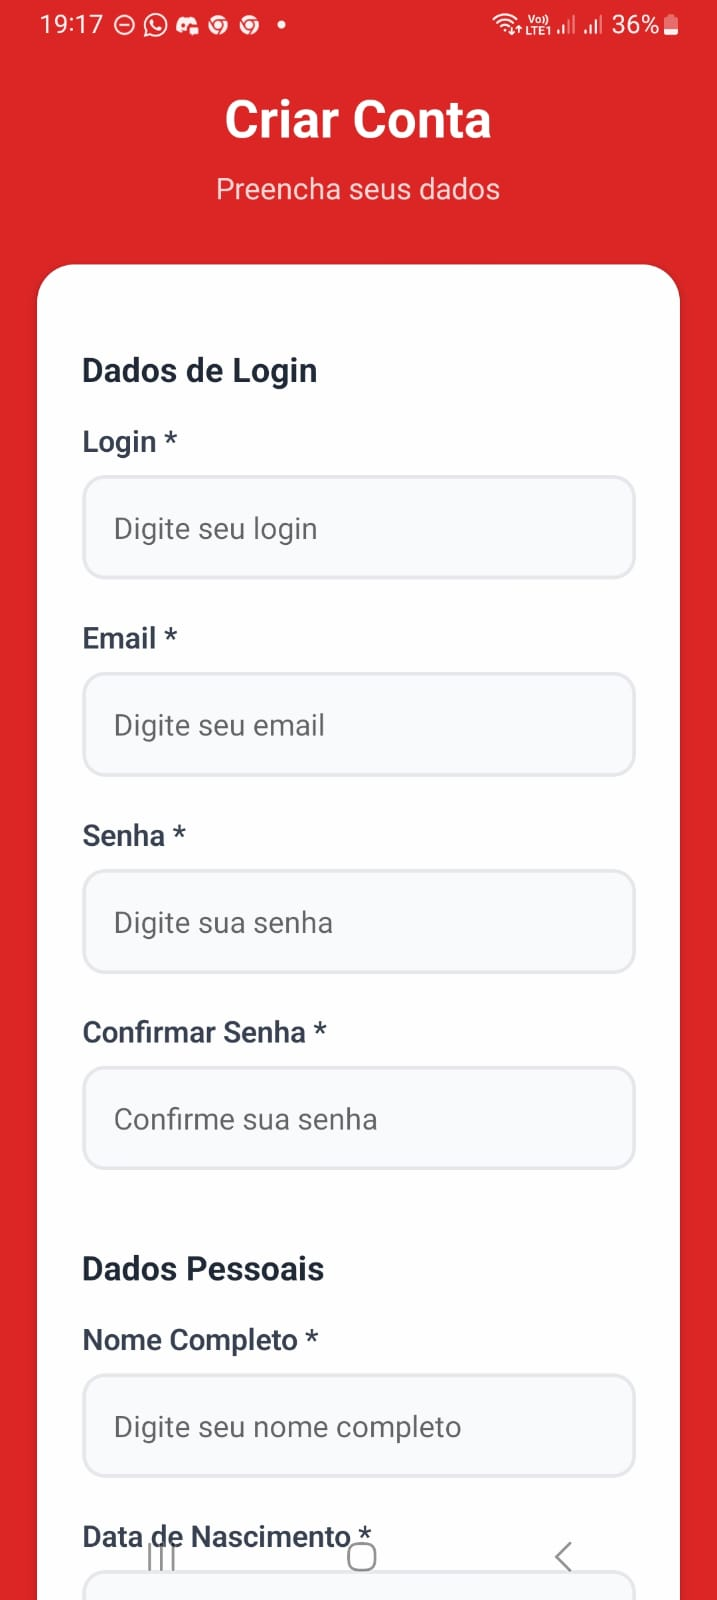 19:17
Vo))
LTE1
36%
Criar Conta
Preencha seus dados
Dados de Login
Login *
Digite seu login
Email *
Digite seu email
Senha *
Digite sua senha
Confirmar Senha *
Confirme sua senha
Dados Pessoais
Nome Completo *
Digite seu nome completo
Data de Nascimento *